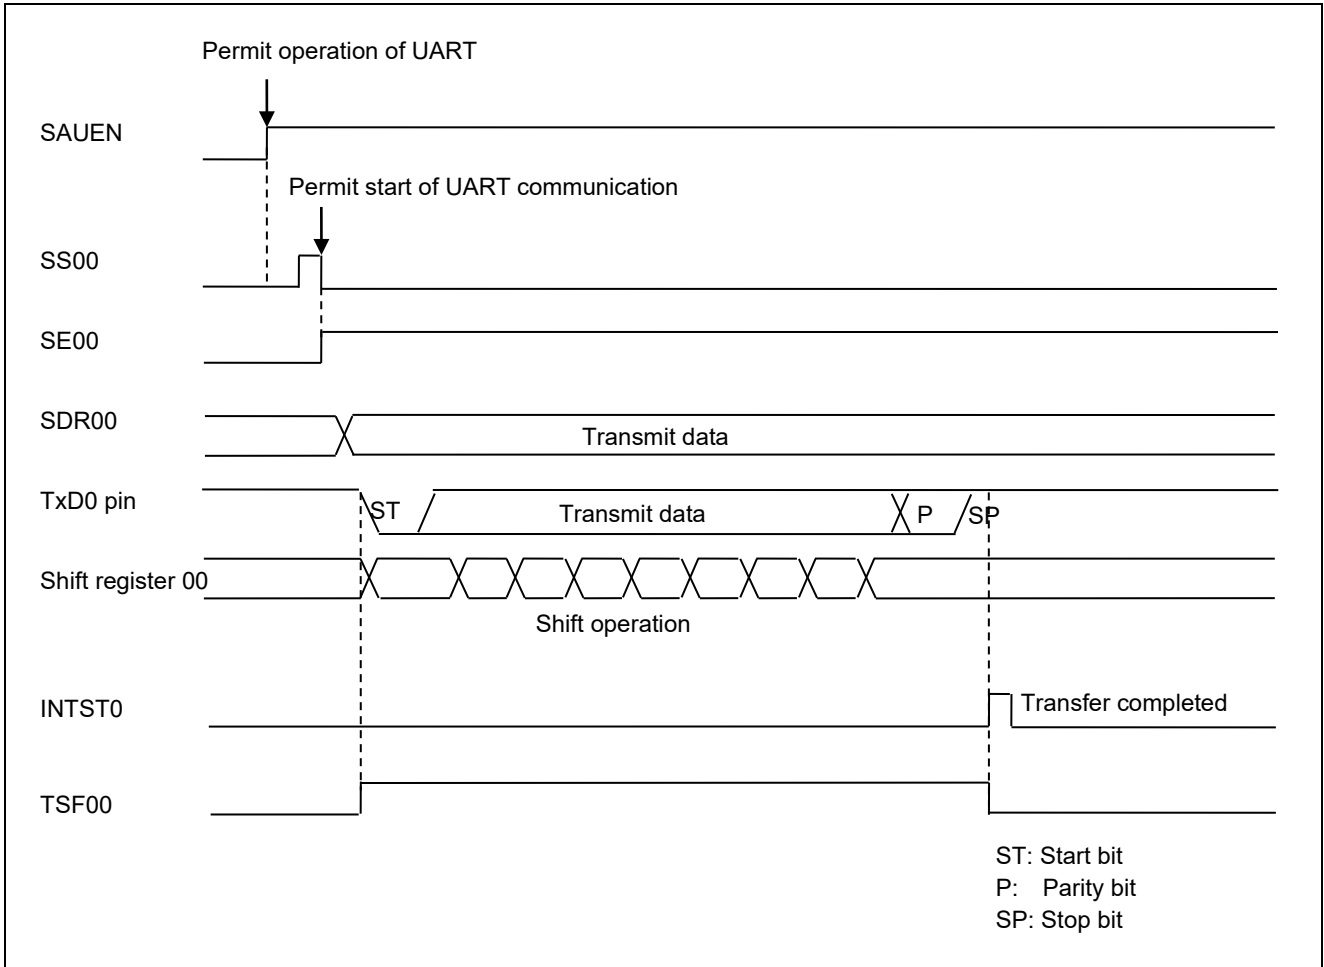 Permit operation of UART
SAUEN
Permit start of UART communication
SS00
SE00
SDR00
Transmit data
TxD0 pin
ST
Transmit data
P
SP
Shift register 00
Shift operation
INTST0
Transfer completed
TSF00
ST: Start bit
P: Parity bit
SP: Stop bit